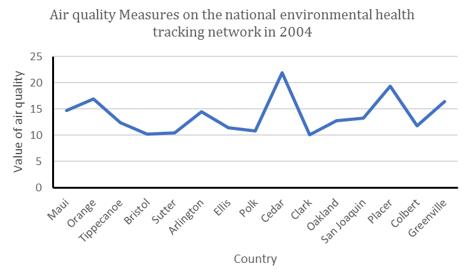 Air quality Measures on the national environmental health
tracking network in 2004
Value of air quality
25
20
15
10
5
0
Maui
Orange
Tippecanoe
Bristol
Sutter
Arlington
Ellis
Polk
Cedar
Clark
Oakland
San Joaquin
Placer
Colbert
Greenville
Country